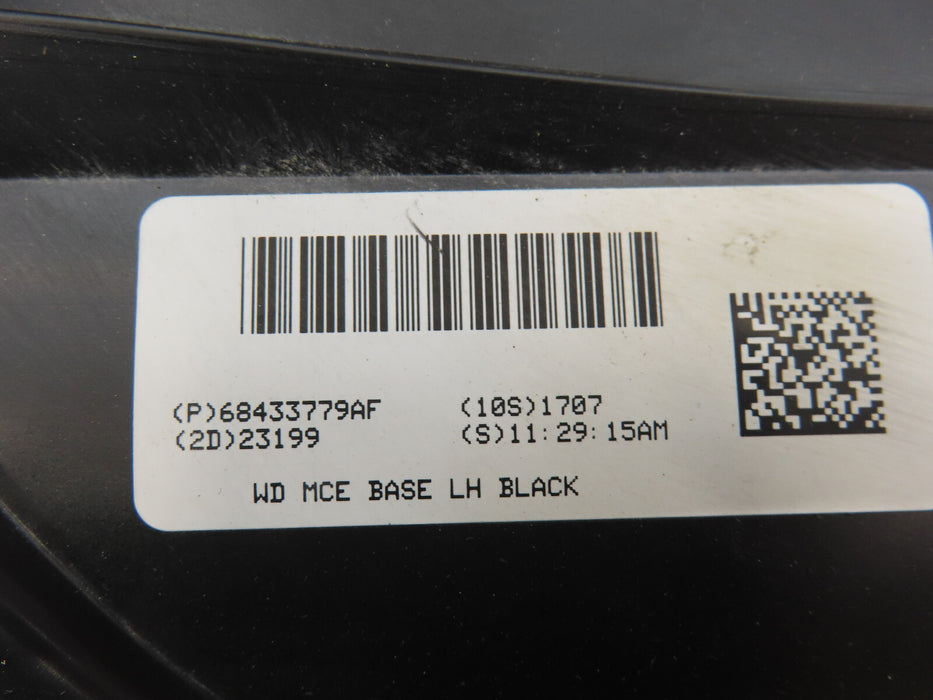 (P)68433779AF (10S)1707
(2D)23199 (S)11:29:15AM
WD MCE BASE LH BLACK